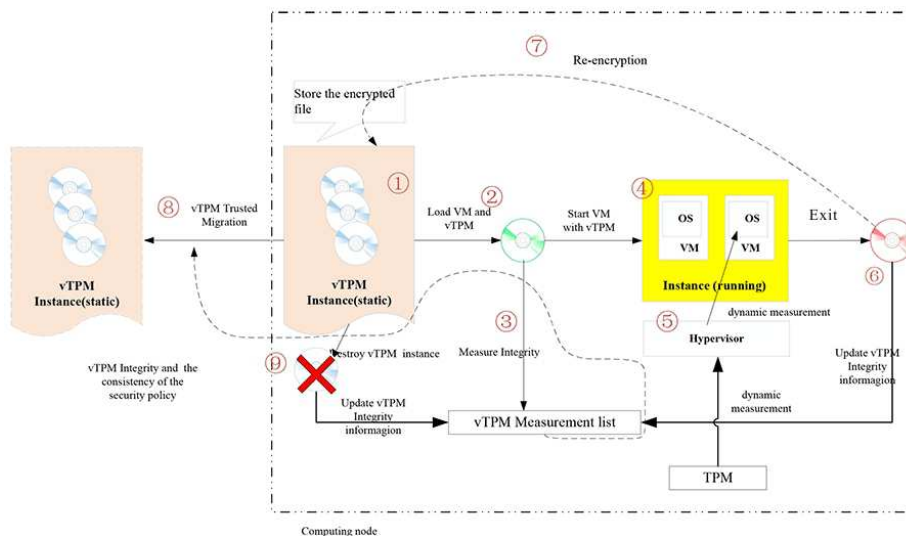 ⑦
Re-encryption
Store the encrypted
file
①
②
④
⑧
vTPM Trusted
Migration
Load VM and
vTPM
Start VM
with vTPM
OS
VM
OS
VM
Exit
vTPM
Instance(static)
vTPM
Instance(static)
Instance (running)
⑥
③
⑤
dynamic measurement
Hypervisor
⑨
Destroy vTPM instance
Measure Integrity
Update vTPM
Integrity
informagion
vTPM Integrity and the
consistency of the
security policy
Update vTPM
Integrity
informagion
dynamic
measurement
vTPM Measurement list
TPM
Computing node